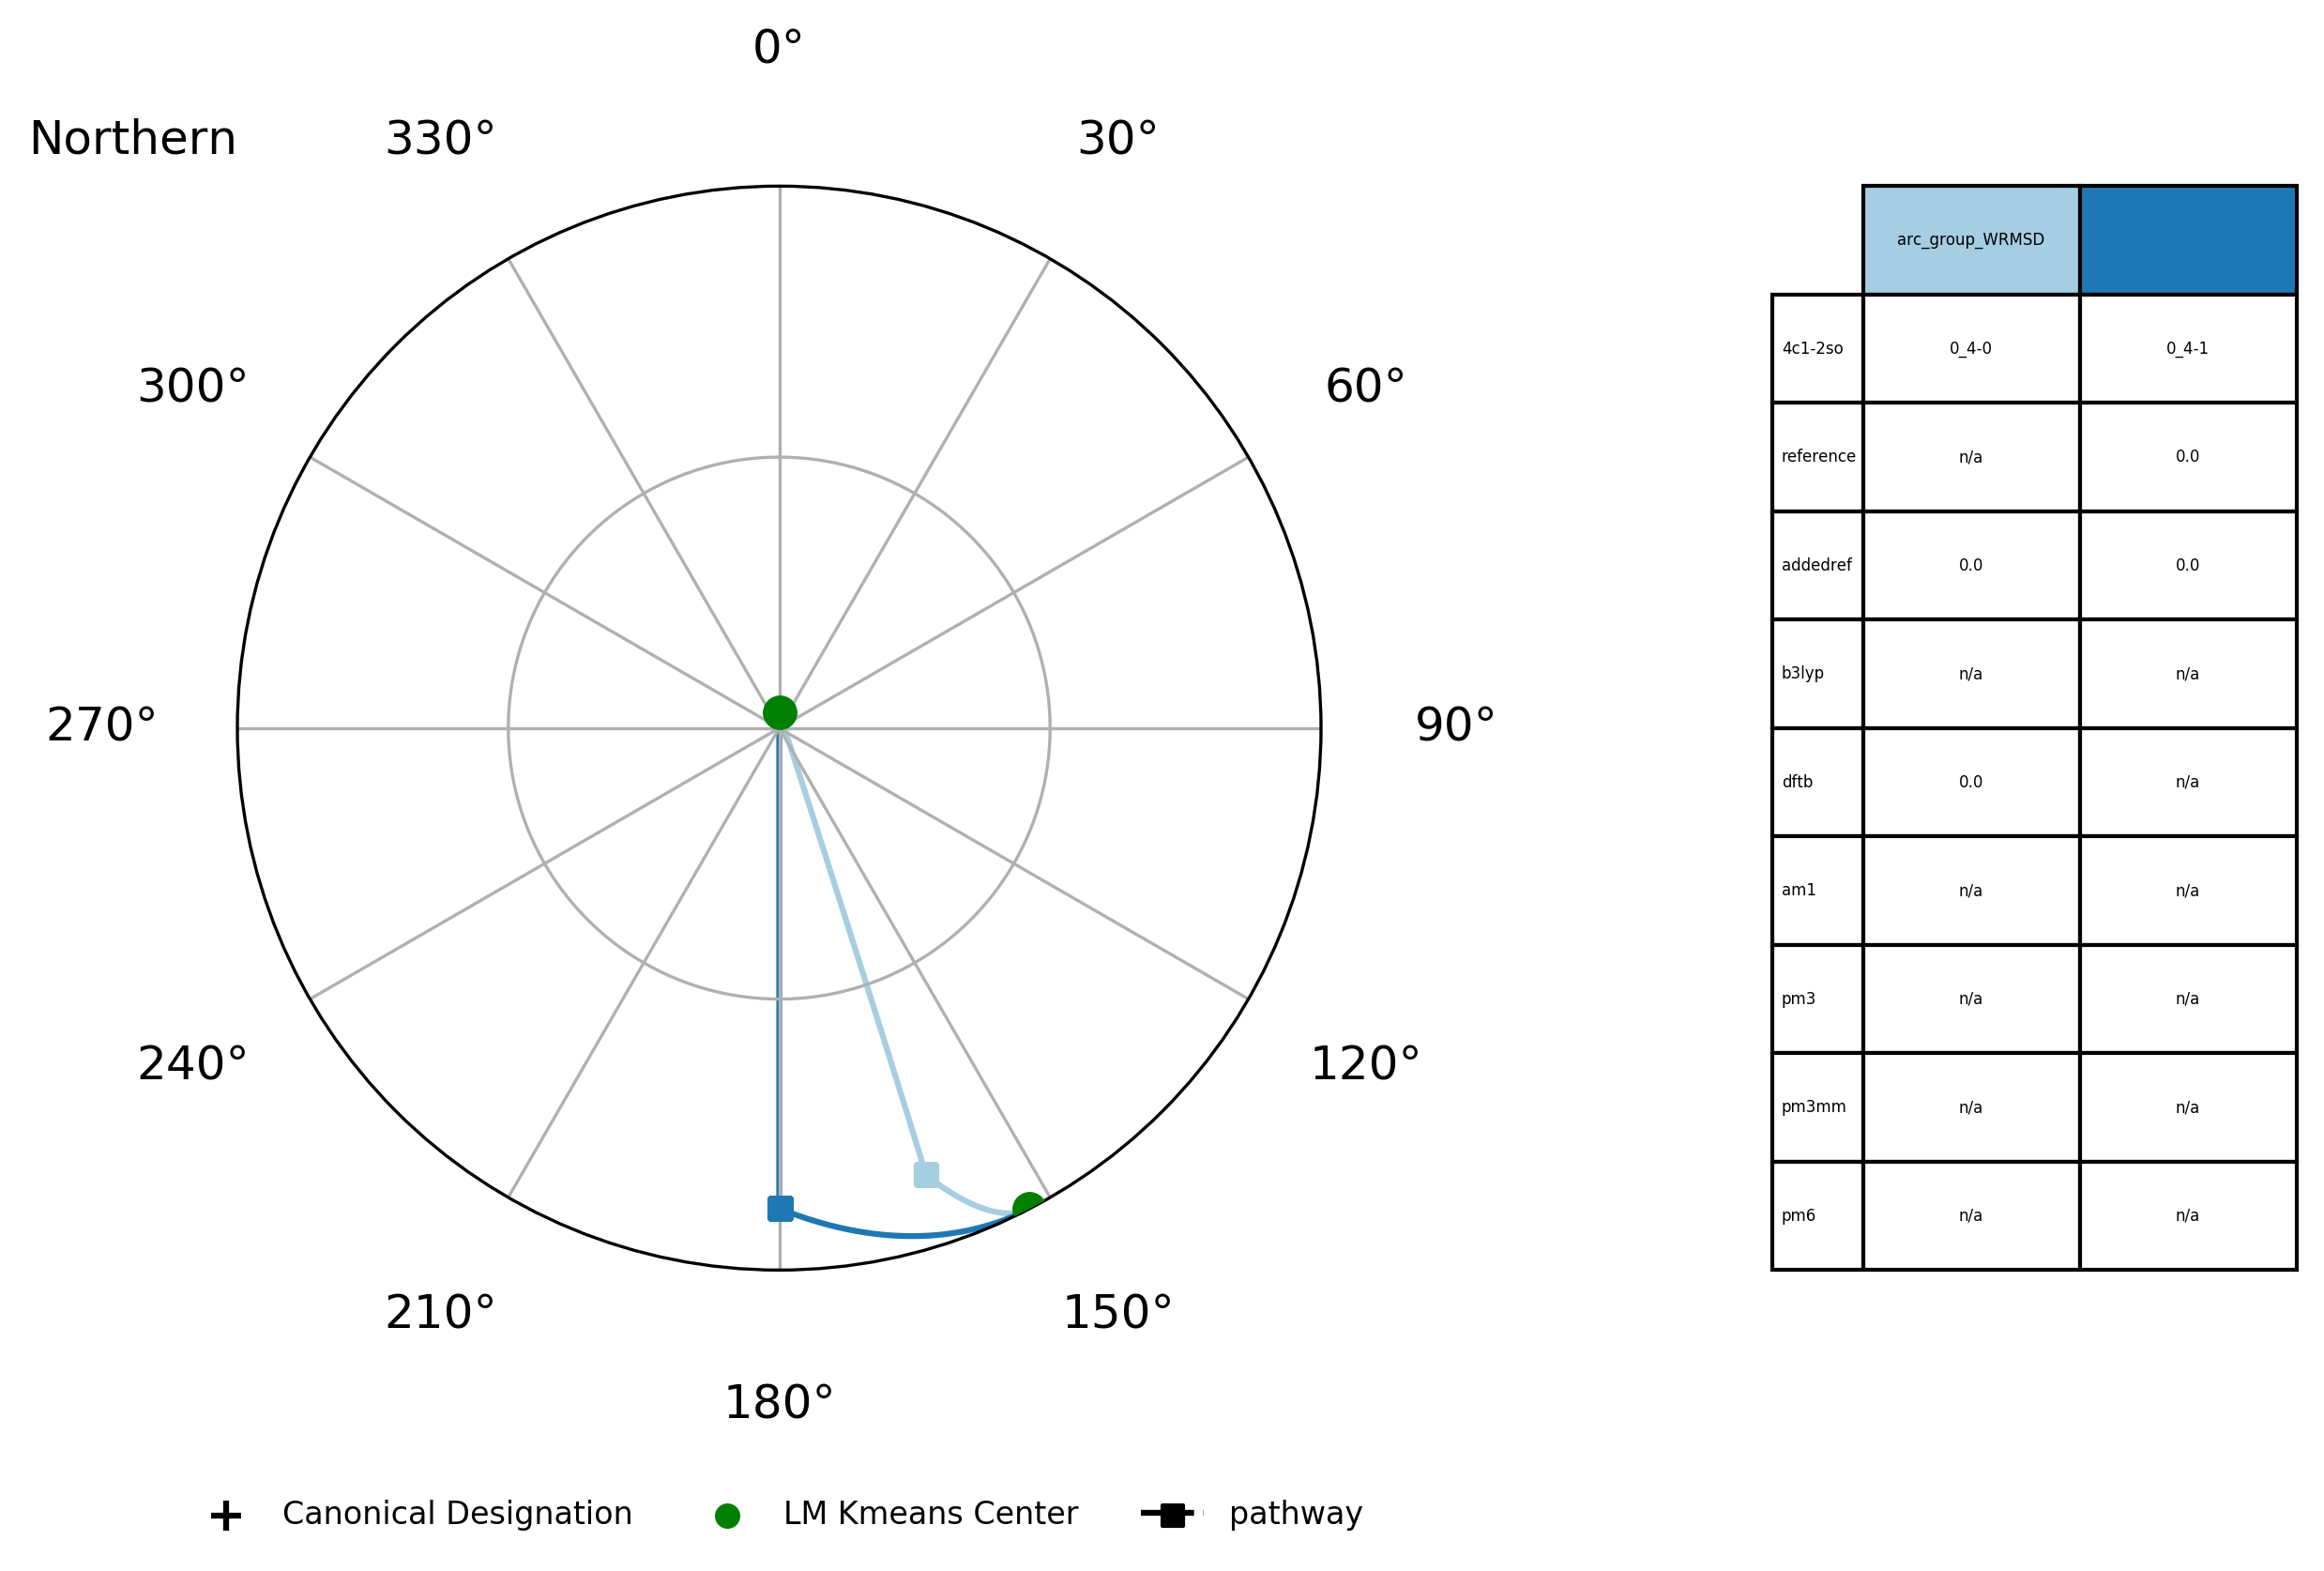 0°
Northern
330°
30°
300°
60°
270°
90°
240°
120°
210°
150°
180°
arc_group_WRMSD
4c1-2so 0_4-0 0_4-1
reference n/a 0.0
addedref 0.0 0.0
b3lyp n/a n/a
dftb 0.0 n/a
am1 n/a n/a
pm3 n/a n/a
pm3mm n/a n/a
pm6 n/a n/a
Canonical Designation LM Kmeans Center pathway